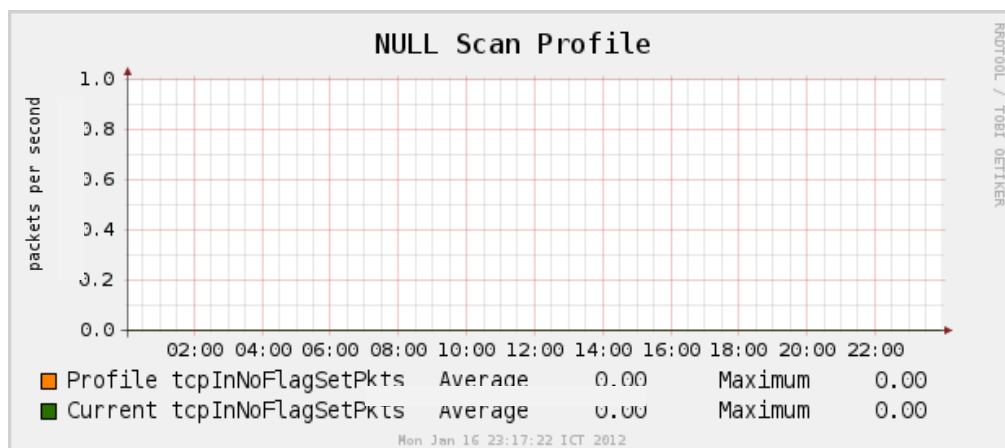 NULL Scan Profile
RRDTOOL / TOBI OETIKER
packets per second
1.0
0.8
0.6
0.4
0.2
0.0
02:00 04:00 06:00 08:00 10:00 12:00 14:00 16:00 18:00 20:00 22:00
Profile tcpInNoFlagSetPkts Average 0.00 Maximum 0.00
Current tcpInNoFlagSetPkts Average 0.00 Maximum 0.00
Mon Jan 16 23:17:22 ICT 2012